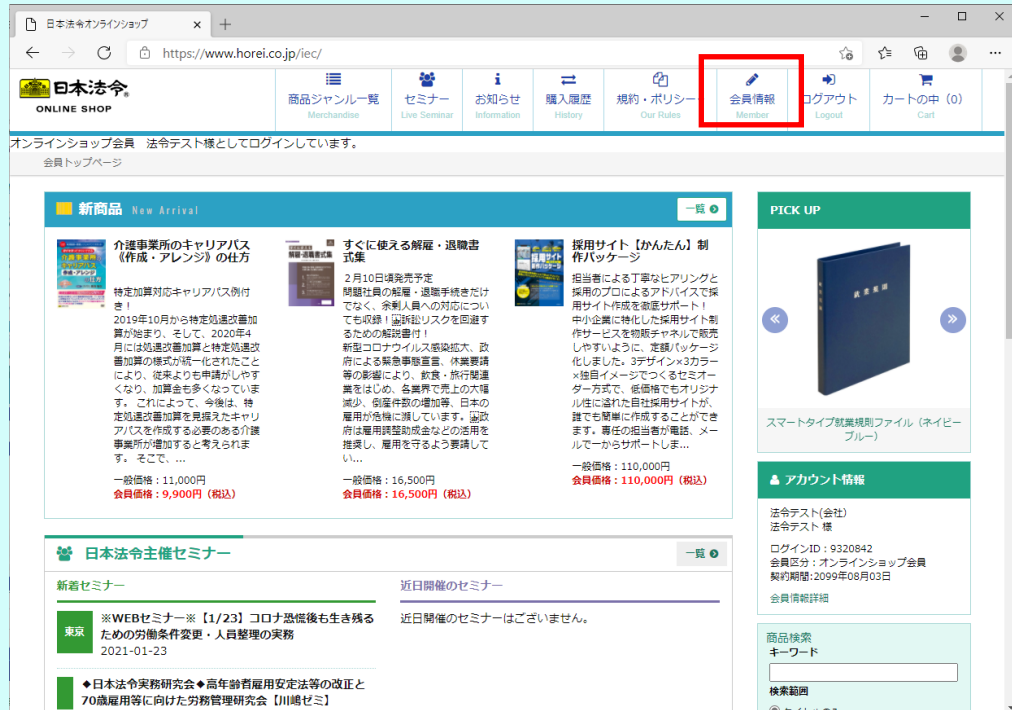 日本法令オンラインショップ
https://www.horei.co.jp/iec/
日本法令®
ONLINE SHOP
商品ジャンル一覧
Merchandise
セミナー
Live Seminar
お知らせ
Information
購入履歴
History
規約・ポリシー
Our Rules
会員情報
Member
ログアウト
Logout
カートの中（0）
Cart
オンラインショップ会員　法令テスト様としてログインしています。
会員トップページ
新商品 New Arrival
一覧
介護事業所のキャリアパス
《作成・アレンジ》の仕方
特定加算対応キャリアパス例付
き！
2019年10月から特定処遇改善加
算が始まり、そして、2020年4
月には処遇改善加算と特定処遇改
善加算の様式が統一化されたこと
により、従来よりも申請がしやす
くなり、加算金も多くなっていま
す。 これによって、今後は、特
定処遇改善加算を見据えたキャリ
アパスを作成する必要のある介護
事業所が増加すると考えられま
す。 そこで、...
一般価格：11,000円
会員価格：9,900円（税込）
すぐに使える解雇・退職書
式集
２月10日頃発売予定
問題社員の解雇・退職手続きだけ
でなく、余剰人員への対応につい
ても収録！訴訟リスクを回避す
るための解説書付！
新型コロナウイルス感染拡大、政
府による緊急事態宣言、休業要請
等の影響により、飲食・旅行関連
業をはじめ、各業界で売上の大幅
減少、倒産件数の増加等、日本の
雇用が危機に瀕しています。政
府は雇用調整助成金などの活用を
推奨し、雇用を守るよう要請して
い...
一般価格：16,500円
会員価格：16,500円（税込）
採用サイト【かんたん】制
作パッケージ
担当者による丁寧なヒアリングと
採用のプロによるアドバイスで採
用サイト作成を徹底サポート！
中小企業に特化した採用サイト制
作サービスを物販チャネルで販売
しやすいように、定額パッケージ
化しました。3デザイン×3カラー
×独自イメージでつくるセミオー
ダー方式で、低価格でもオリジナ
ル性に溢れた自社採用サイトが、
誰でも簡単に作成することができ
ます。専任の担当者が電話、メー
ルで一からサポートしま...
一般価格：110,000円
会員価格：110,000円（税込）
PICK UP
就業規則
スマートタイプ就業規則ファイル（ネイビー
ブルー）
アカウント情報
法令テスト(会社)
法令テスト 様
ログインID：9320842
会員区分：オンラインショップ会員
契約期間:2099年08月03日
会員情報詳細
日本法令主催セミナー
一覧
新着セミナー
東京
※WEBセミナー※【1/23】コロナ恐慌後も生き残る
ための労働条件変更・人員整理の実務
2021-01-23
◆日本法令実務研究会◆高年齢者雇用安定法等の改正と
70歳雇用等に向けた労務管理研究会【川嶋ゼミ】
近日開催のセミナー
近日開催のセミナーはございません。
商品検索
キーワード
検索範囲